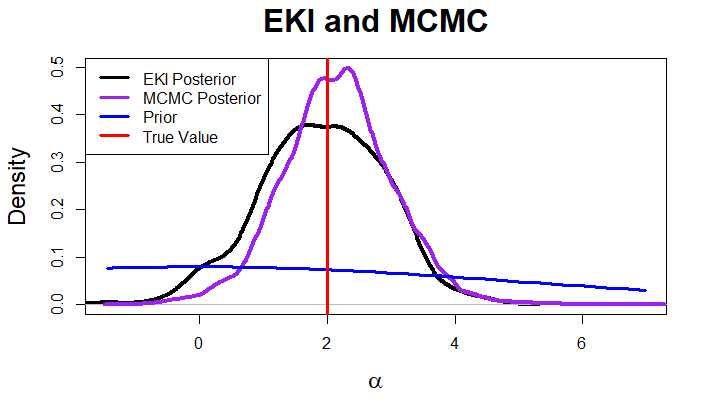 EKI and MCMC
EKI Posterior
MCMC Posterior
Prior
True Value
Density
0.5
0.4
0.3
0.2
0.1
0.0
0 2 4 6
α